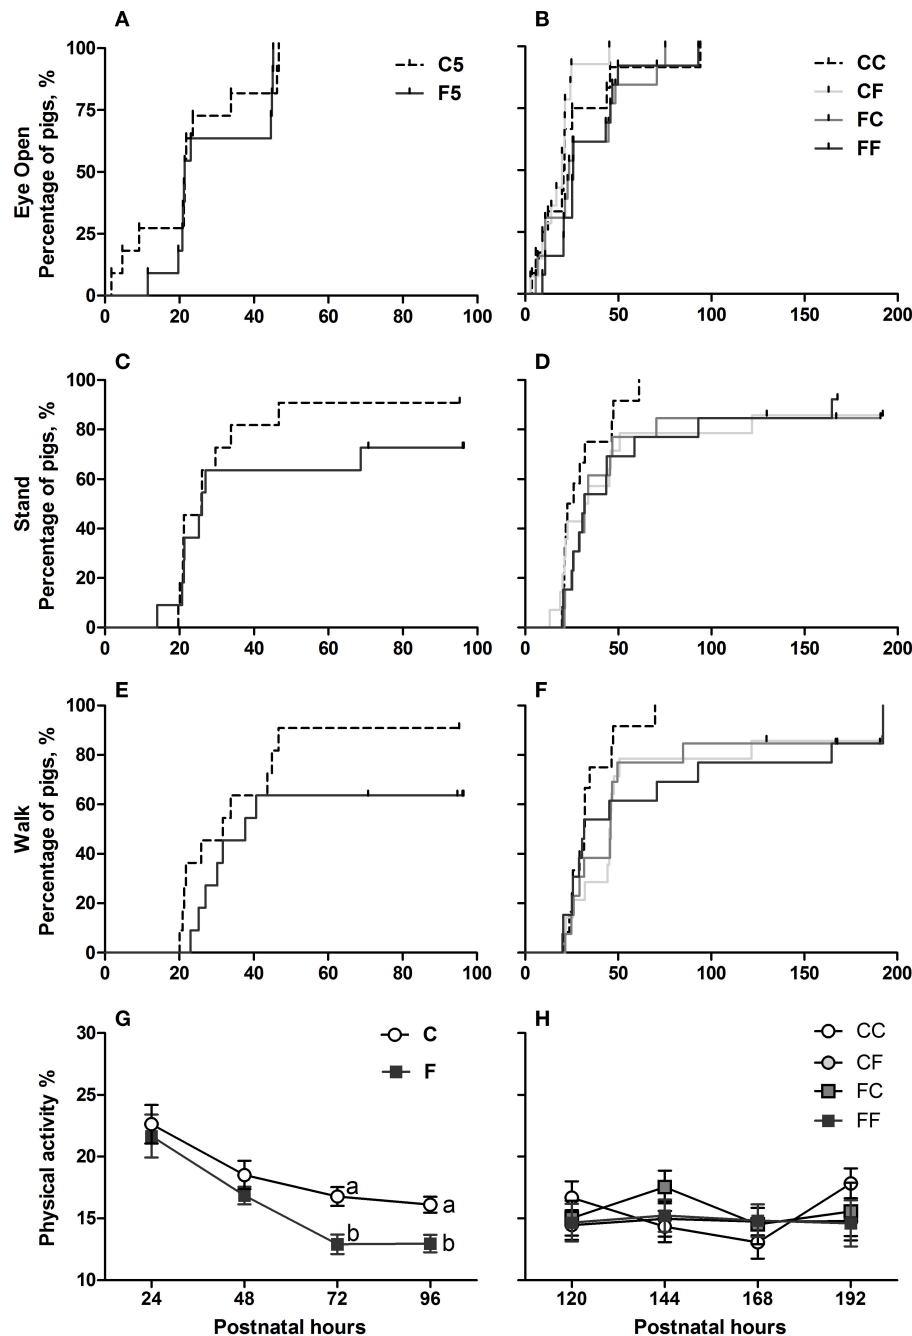 A
B
Eye Open
Percentage of pigs, %
100
75
50
25
0
0 20 40 60 80 100
C5
F5
0 50 100 150 200
CC
CF
FC
FF
C
D
Stand
Percentage of pigs, %
100
80
60
40
20
0
0 20 40 60 80 100
0 50 100 150 200
E
F
Walk
Percentage of pigs, %
100
80
60
40
20
0
0 20 40 60 80 100
0 50 100 150 200
G
H
Physical activity %
30
25
20
15
10
C
F
a
a
b
b
24 48 72 96
Postnatal hours
CC
CF
FC
FF
120 144 168 192
Postnatal hours